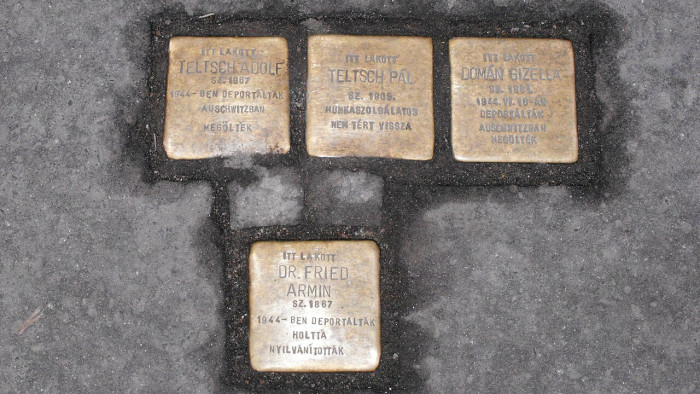 ITT LAKOTT
TELTSCH ADOLF
SZ. 1867
1944-BEN DEPORTÁLTÁK
AUSCHWITZBAN
MEGÖLTÉK
ITT LAKOTT
TELTSCH PÁL
SZ. 1905.
MUNKASZOLGÁLATOS
NEM TÉRT VISSZA
ITT LAKOTT
DOMÁN GIZELLA
SZ.
1944.
DEPORTÁLTÁK
AUSCHWITZBAN
MEGÖLTÉK
ITT LAKOTT
DR. FRIED
ARMIN
SZ. 1867
1944-BEN DEPORTÁLTÁK
HOLTTÁ
NYILVÁNÍTOTTÁK